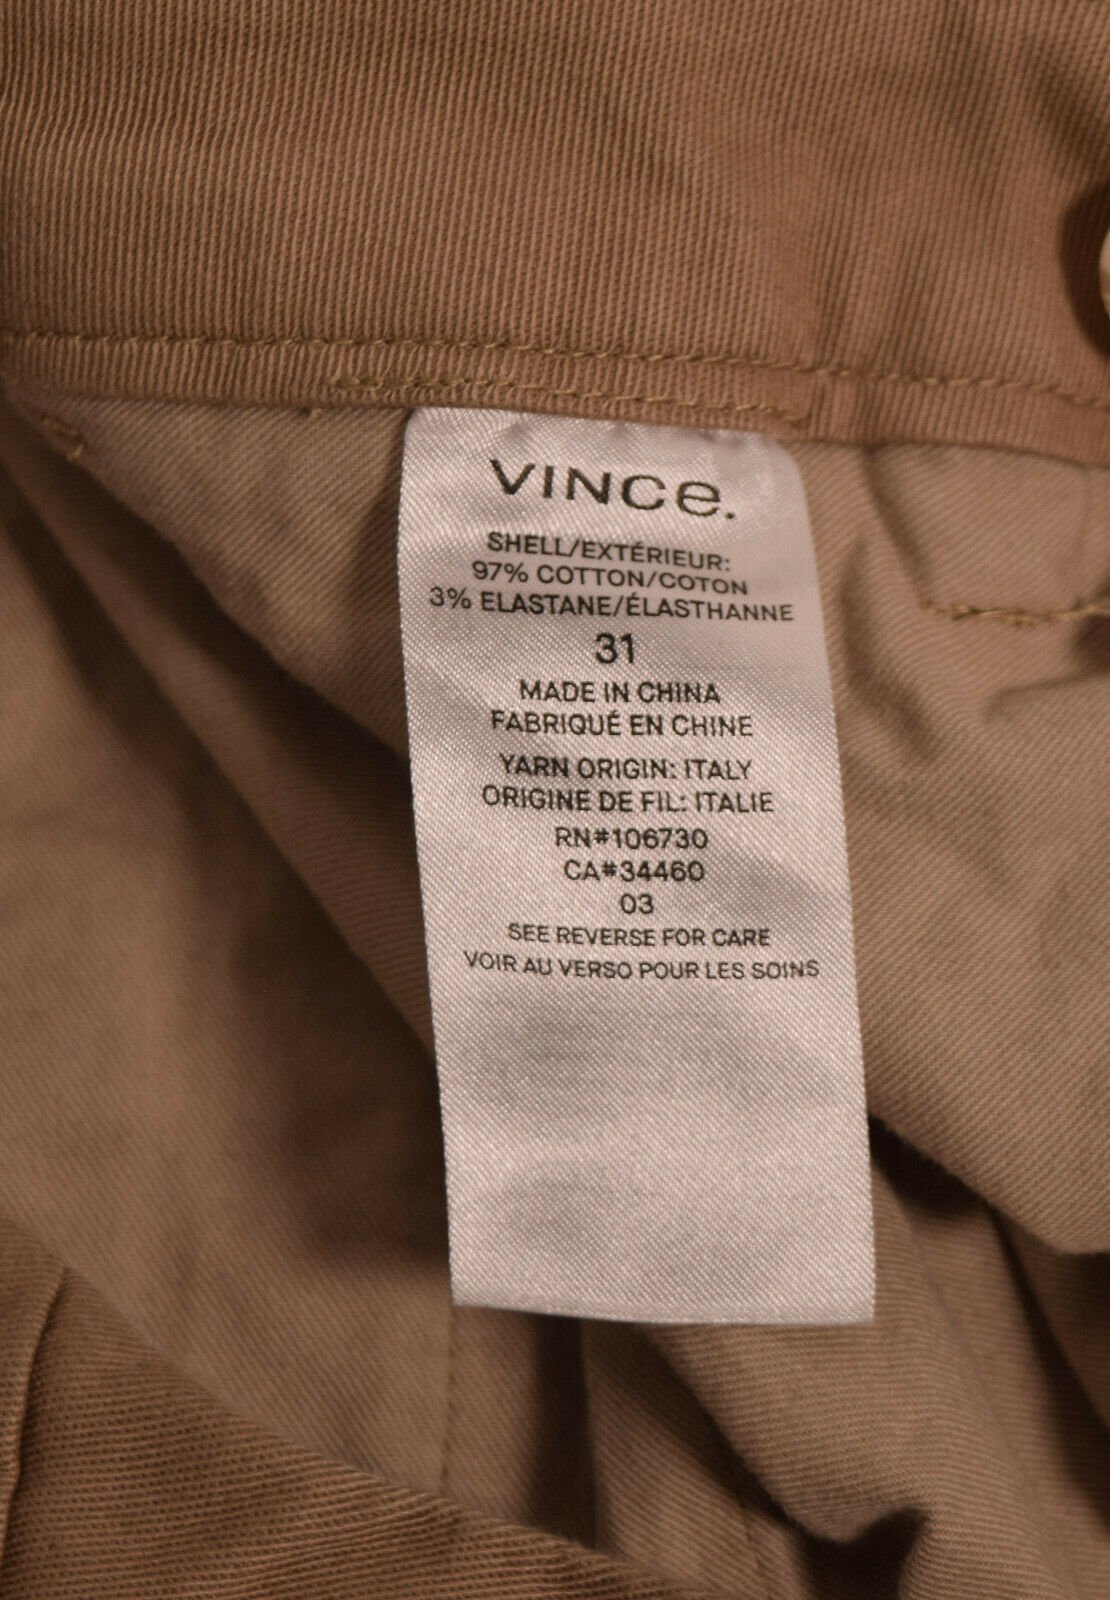 VINCe.
SHELL/EXTÉRIEUR:
97% COTTON/COTON
3% ELASTANE/ÉLASTHANNE
31
MADE IN CHINA
FABRIQUÉ EN CHINE
YARN ORIGIN: ITALY
ORIGINE DE FIL: ITALIE
RN#106730
CA#34460
03
SEE REVERSE FOR CARE
VOIR AU VERSO POUR LES SOINS